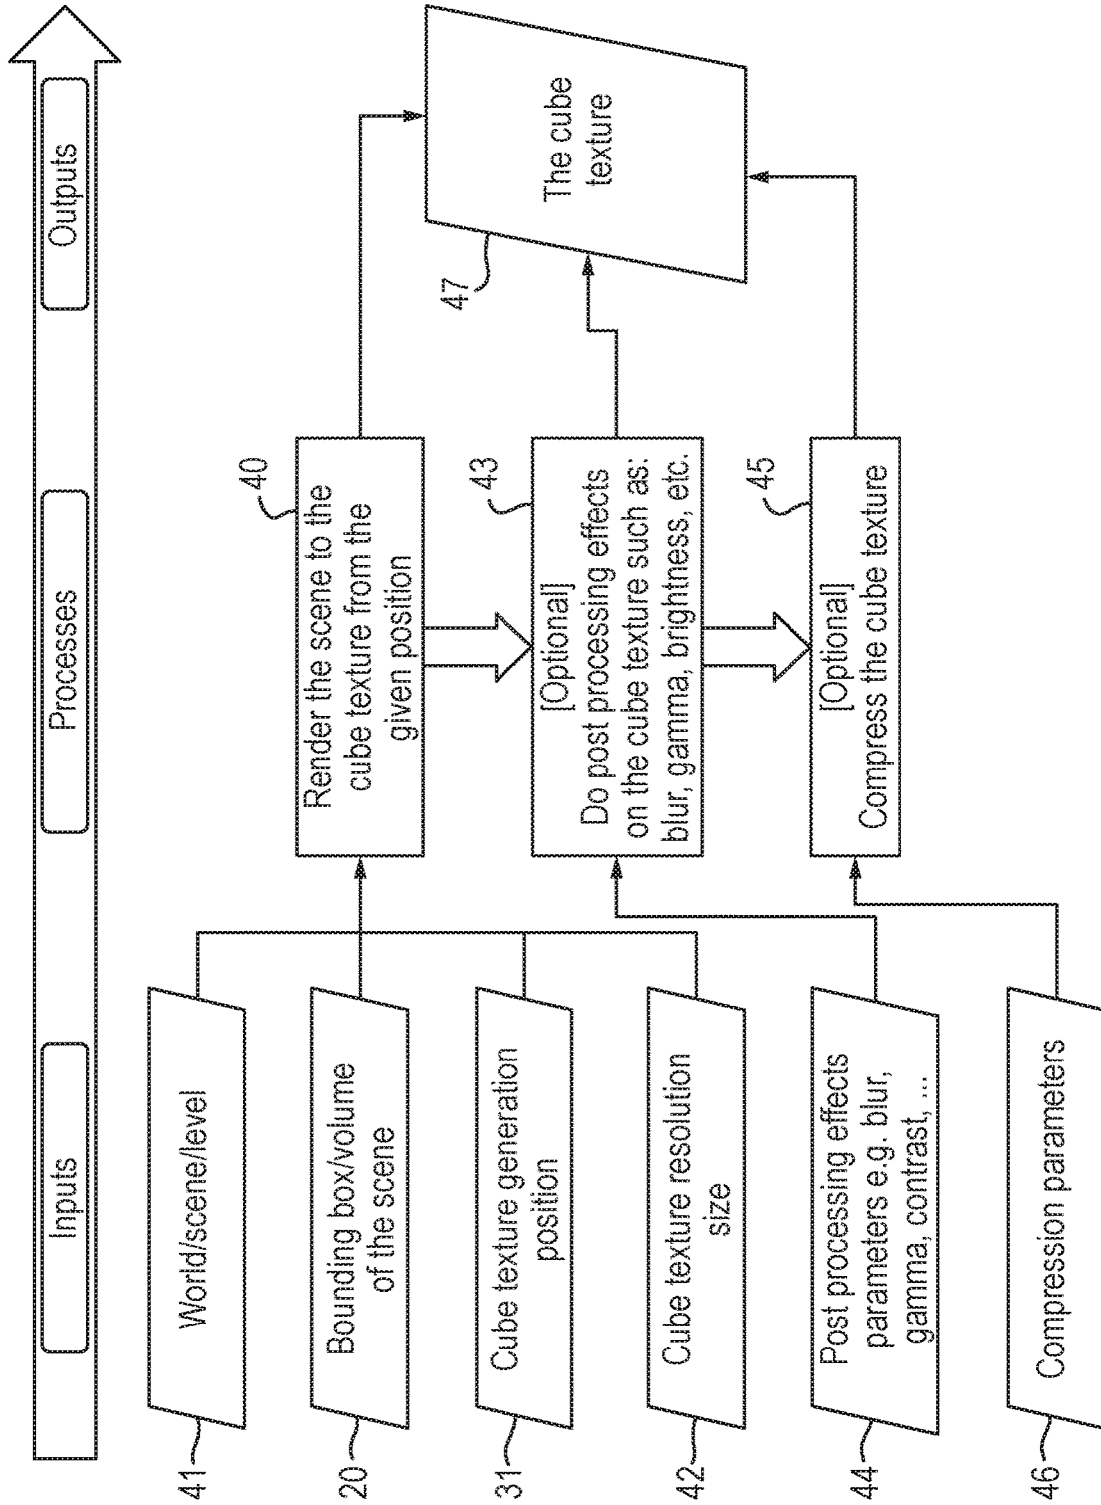 Inputs
Processes
Outputs
41
World/scene/level
20
Bounding box/volume
of the scene
31
Cube texture generation
position
42
Cube texture resolution
size
44
Post processing effects
parameters e.g. blur,
gamma, contrast, ...
46
Compression parameters
40
Render the scene to the
cube texture from the
given position
43
[Optional]
Do post processing effects
on the cube texture such as:
blur, gamma, brightness, etc.
45
[Optional]
Compress the cube texture
47
The cube
texture